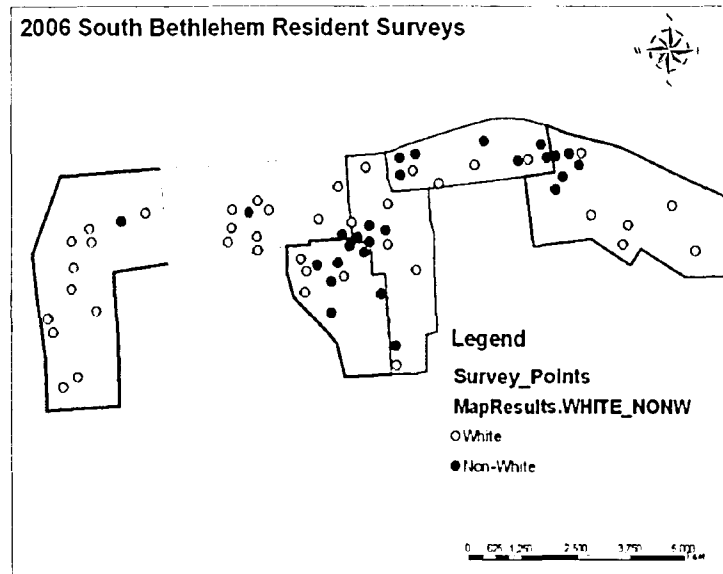 2006 South Bethlehem Resident Surveys
Legend
Survey_Points
MapResults.WHITE_NONW
White
Non-White
0 625 1,250 2,500 3,750 5,000